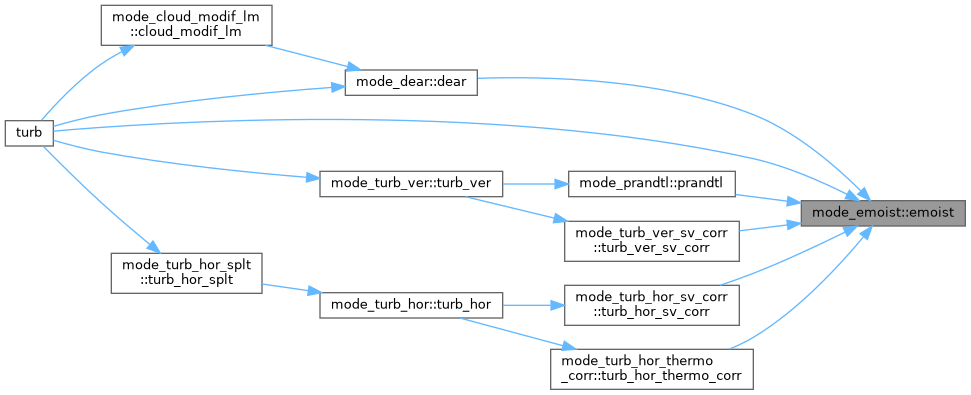 mode_cloud_modif_lm
::cloud_modif_lm
mode_dear::dear
turb
mode_turb_ver::turb_ver
mode_prandtl::prandtl
mode_emoist::emoist
mode_turb_ver_sv_corr
::turb_ver_sv_corr
mode_turb_hor_splt
::turb_hor_splt
mode_turb_hor::turb_hor
mode_turb_hor_sv_corr
::turb_hor_sv_corr
mode_turb_hor_thermo
_corr::turb_hor_thermo_corr